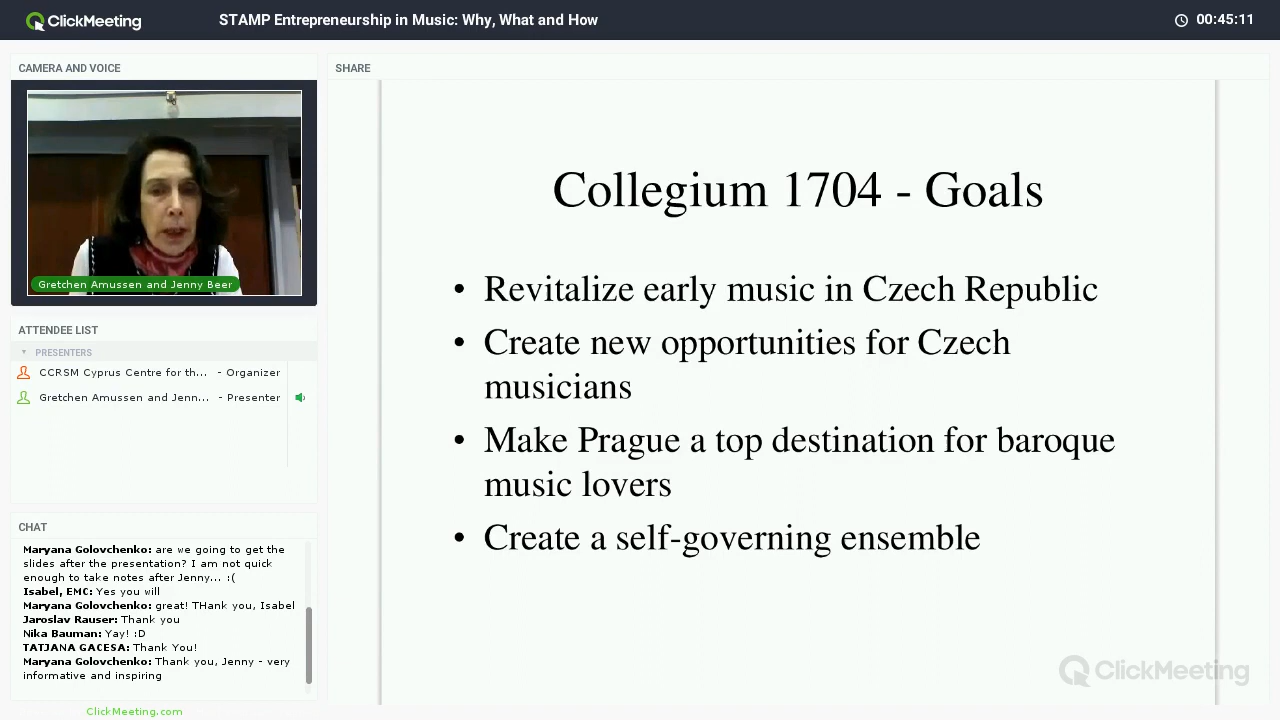 ClickMeeting
STAMP Entrepreneurship in Music: Why, What and How
00:45:11
CAMERA AND VOICE
Gretchen Amussen and Jenny Beer
ATTENDEE LIST
PRESENTERS
CCRSM Cyprus Centre for th... - Organizer
Gretchen Amussen and Jenn... - Presenter
CHAT
Maryana Golovchenko: are we going to get the
slides after the presentation? I am not quick
enough to take notes after Jenny... :(
Isabel, EMC: Yes you will
Maryana Golovchenko: great! THank you, Isabel
Jaroslav Rauser: Thank you
Nika Bauman: Yay! :D
TATJANA GACESA: Thank You!
Maryana Golovchenko: Thank you, Jenny - very
informative and inspiring
ClickMeeting.com
SHARE
Collegium 1704 - Goals
• Revitalize early music in Czech Republic
• Create new opportunities for Czech
musicians
• Make Prague a top destination for baroque
music lovers
• Create a self-governing ensemble
ClickMeeting